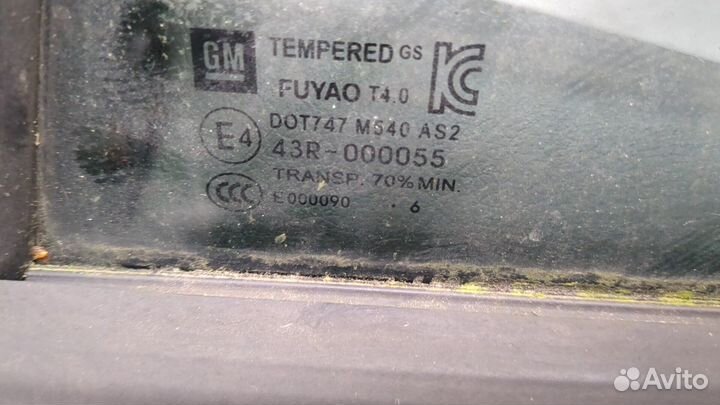 GM TEMPERED GS KC
FUYAO T4.0
E4 DOT747 M540 AS2
43R-000055
CCC TRANSP. 70% MIN.
E000090 . 6
Avito